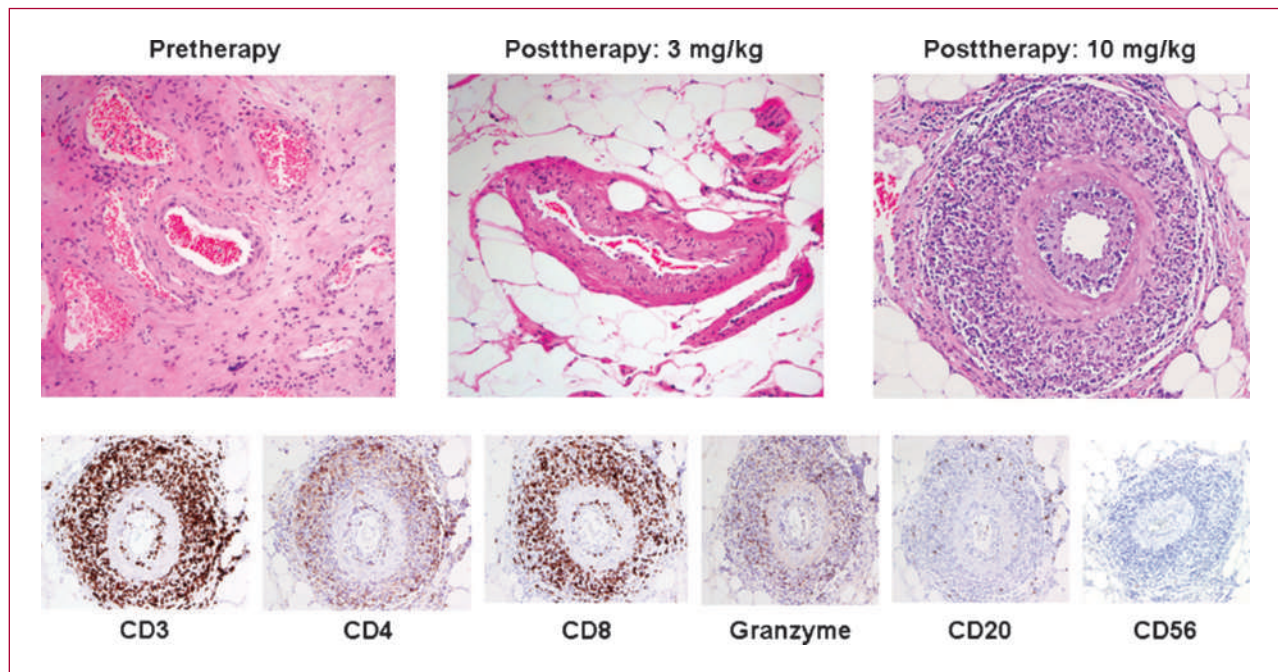 Pretherapy
Posttherapy: 3 mg/kg
Posttherapy: 10 mg/kg
CD3
CD4
CD8
Granzyme
CD20
CD56